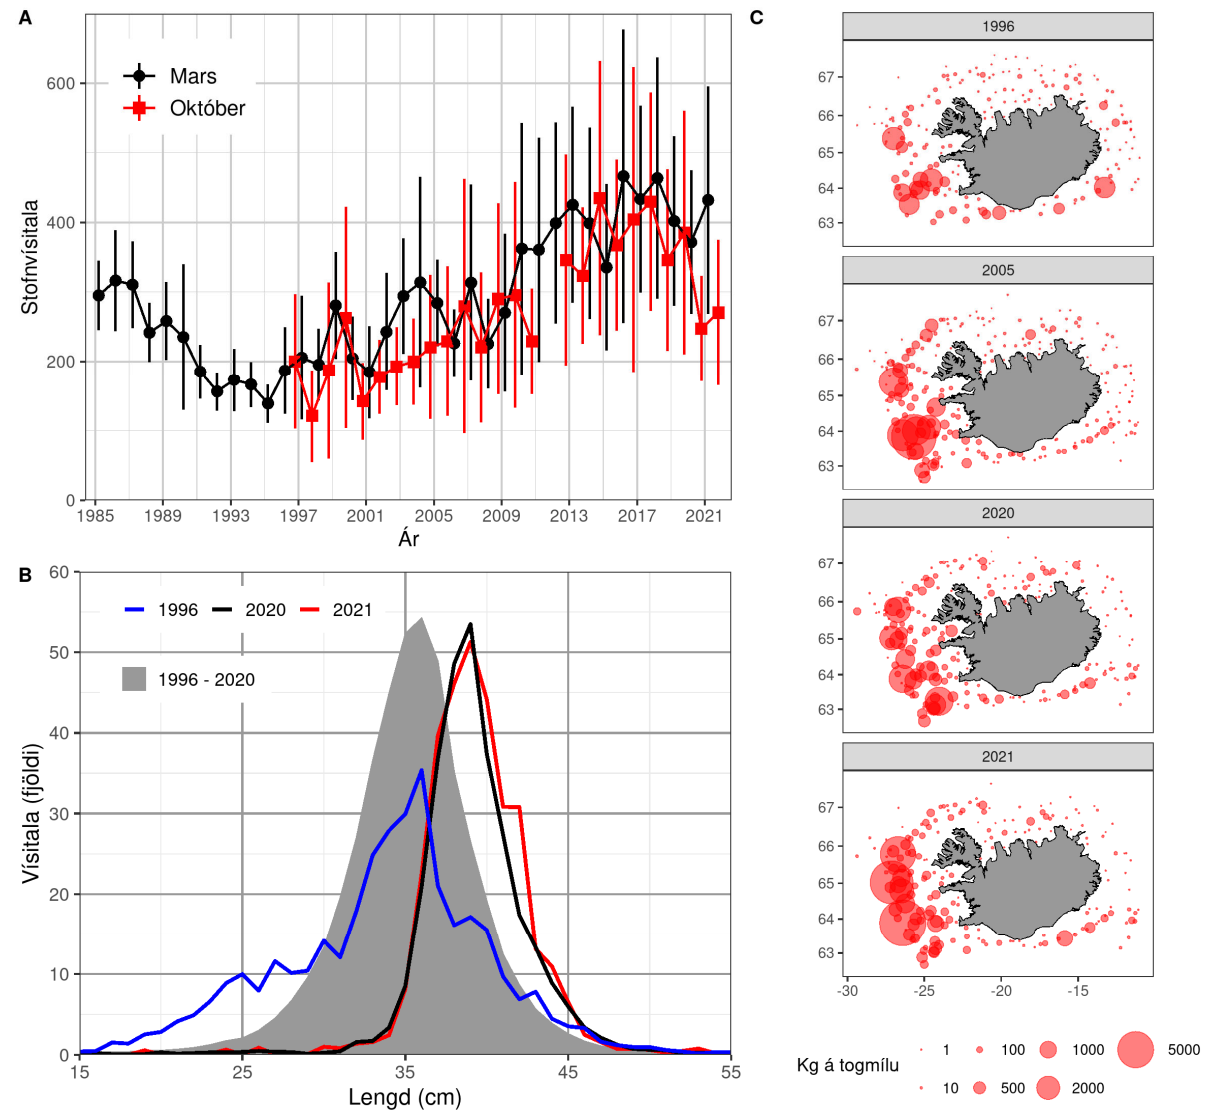 A
Stofnvísitala
600
400
200
0
Mars
Október
1985 1989 1993 1997 2001 2005 2009 2013 2017 2021
Ár
B
Vísitala (fjöldi)
60
50
40
30
20
10
0
1996 2020 2021
1996 - 2020
15 25 35 45 55
Lengd (cm)
C
1996
67
66
65
64
63
2005
67
66
65
64
63
2020
67
66
65
64
63
2021
67
66
65
64
63
-30 -25 -20 -15
Kg á togmílu
1 100 1000 5000
10 500 2000